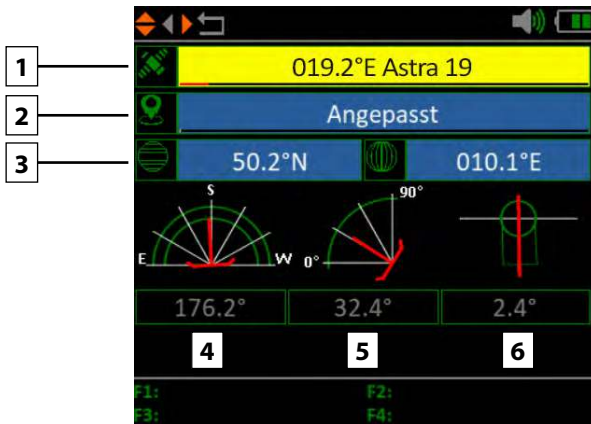 1 019.2°E Astra 19
2 Angepasst
3 50.2°N 010.1°E
S 90°
E W 0°
176.2° 32.4° 2.4°
4 5 6
F1: F2:
F3: F4: